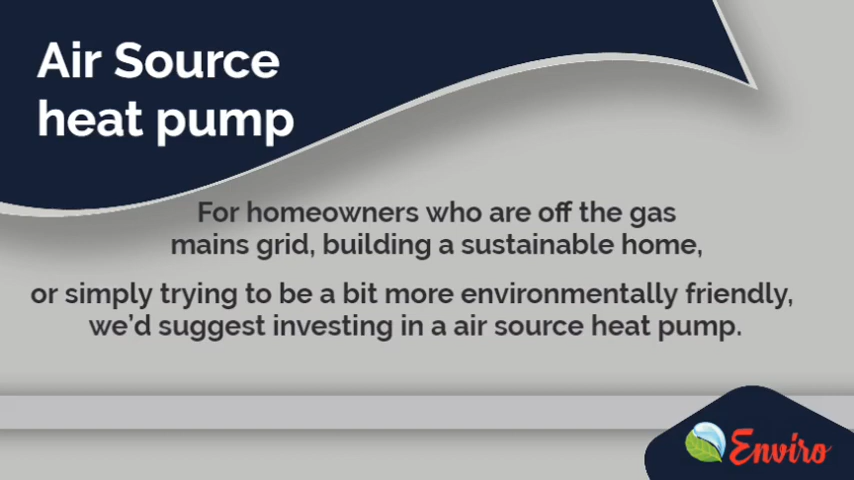 Air Source
heat pump
For homeowners who are off the gas
mains grid, building a sustainable home,
or simply trying to be a bit more environmentally friendly,
we'd suggest investing in a air source heat pump.
Enviro